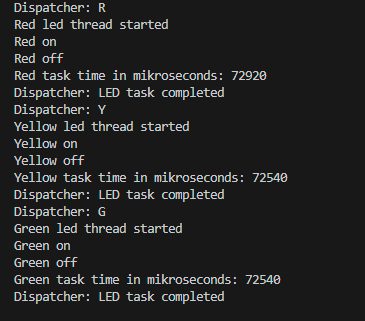 Dispatcher: R
Red led thread started
Red on
Red off
Red task time in mikroseconds: 72920
Dispatcher: LED task completed
Dispatcher: Y
Yellow led thread started
Yellow on
Yellow off
Yellow task time in mikroseconds: 72540
Dispatcher: LED task completed
Dispatcher: G
Green led thread started
Green on
Green off
Green task time in mikroseconds: 72540
Dispatcher: LED task completed